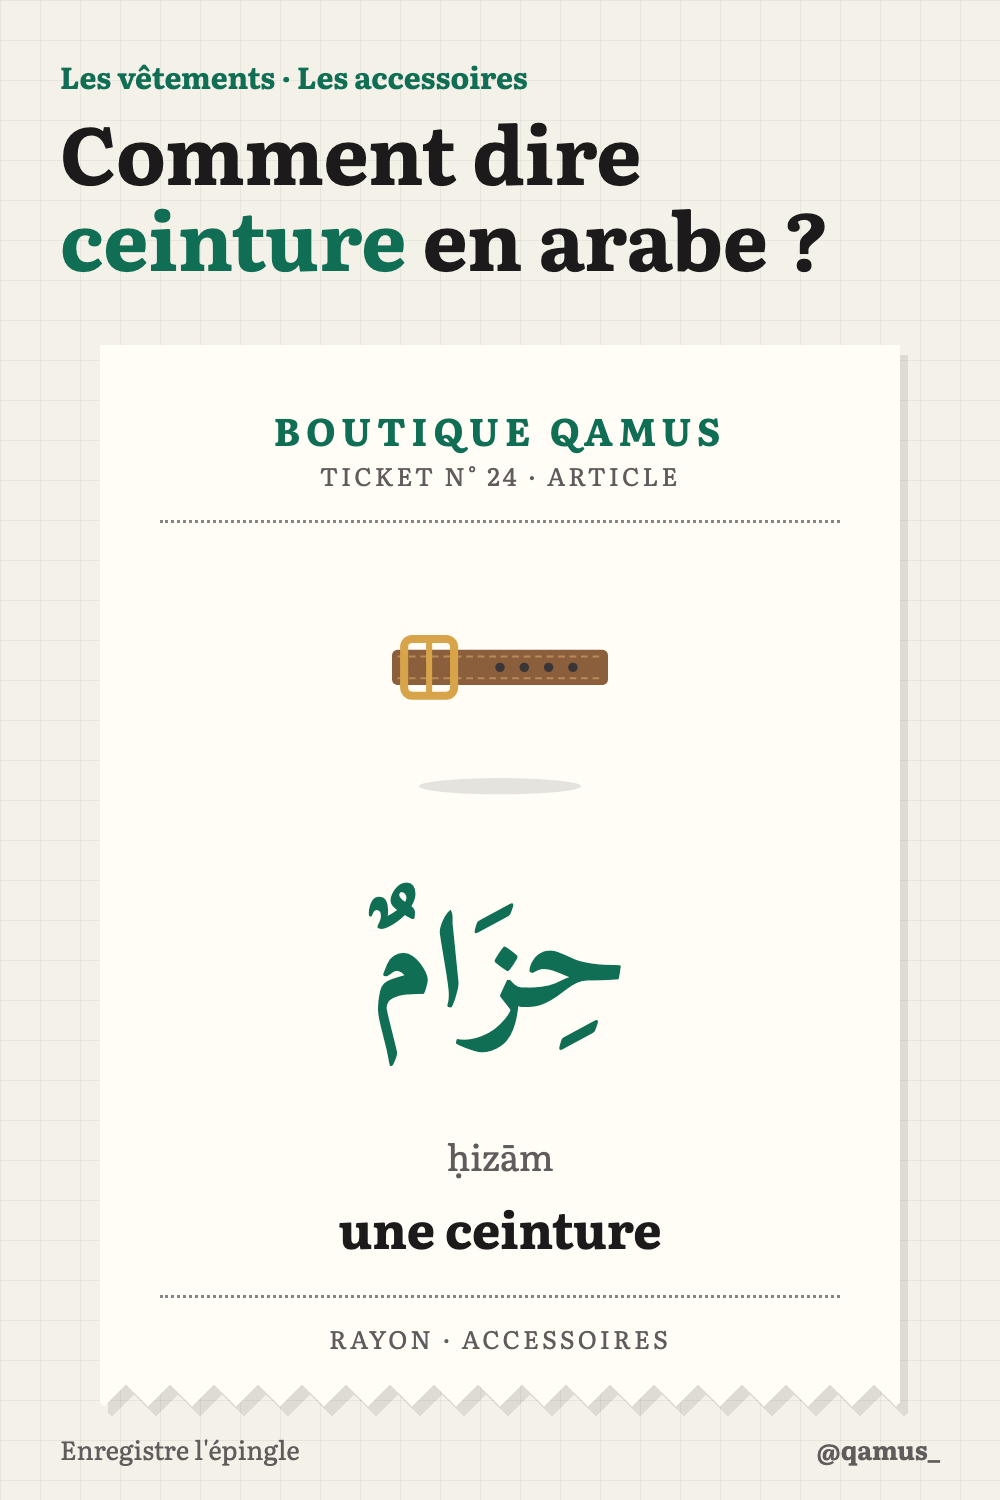 Les vêtements · Les accessoires
Comment dire
ceinture en arabe ?
BOUTIQUE QAMUS
TICKET N° 24 · ARTICLE
حِزَامٌ
ḥizām
une ceinture
RAYON · ACCESSOIRES
Enregistre l'épingle
@qamus_